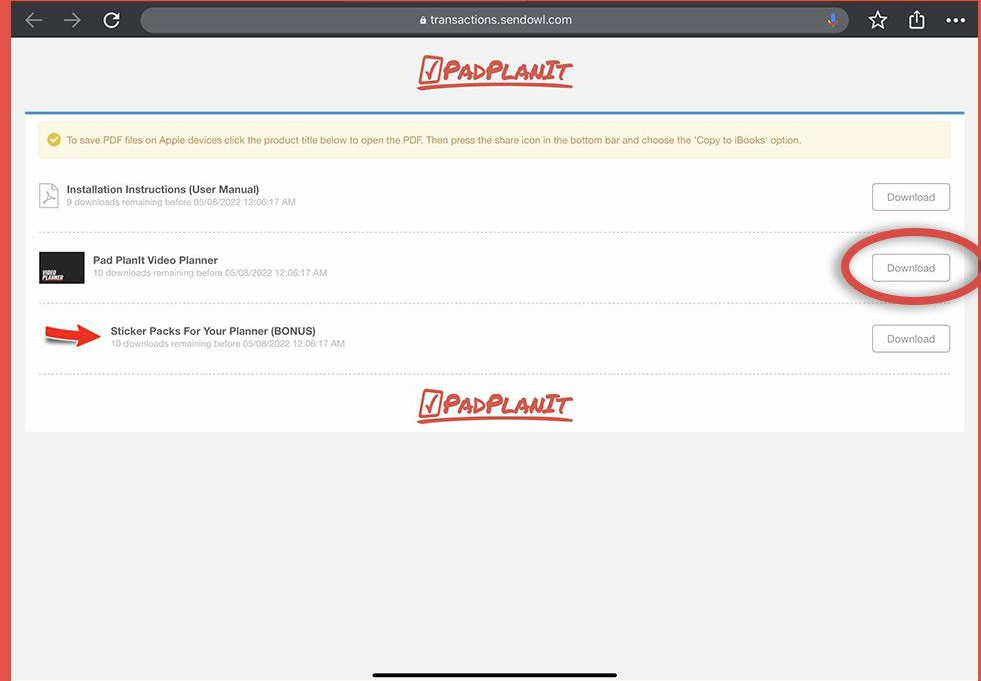 transactions.sendowl.com
PADPLANIT
To save PDF files on Apple devices click the product title below to open the PDF. Then press the share icon in the bottom bar and choose the 'Copy to iBooks' option.
Installation Instructions (User Manual)
9 downloads remaining before 05/08/2022 12:06:17 AM
Download
VIDEO
PLANNER
Pad PlanIt Video Planner
10 downloads remaining before 05/08/2022 12:06:17 AM
Download
Sticker Packs For Your Planner (BONUS)
10 downloads remaining before 05/08/2022 12:06:17 AM
Download
PADPLANIT